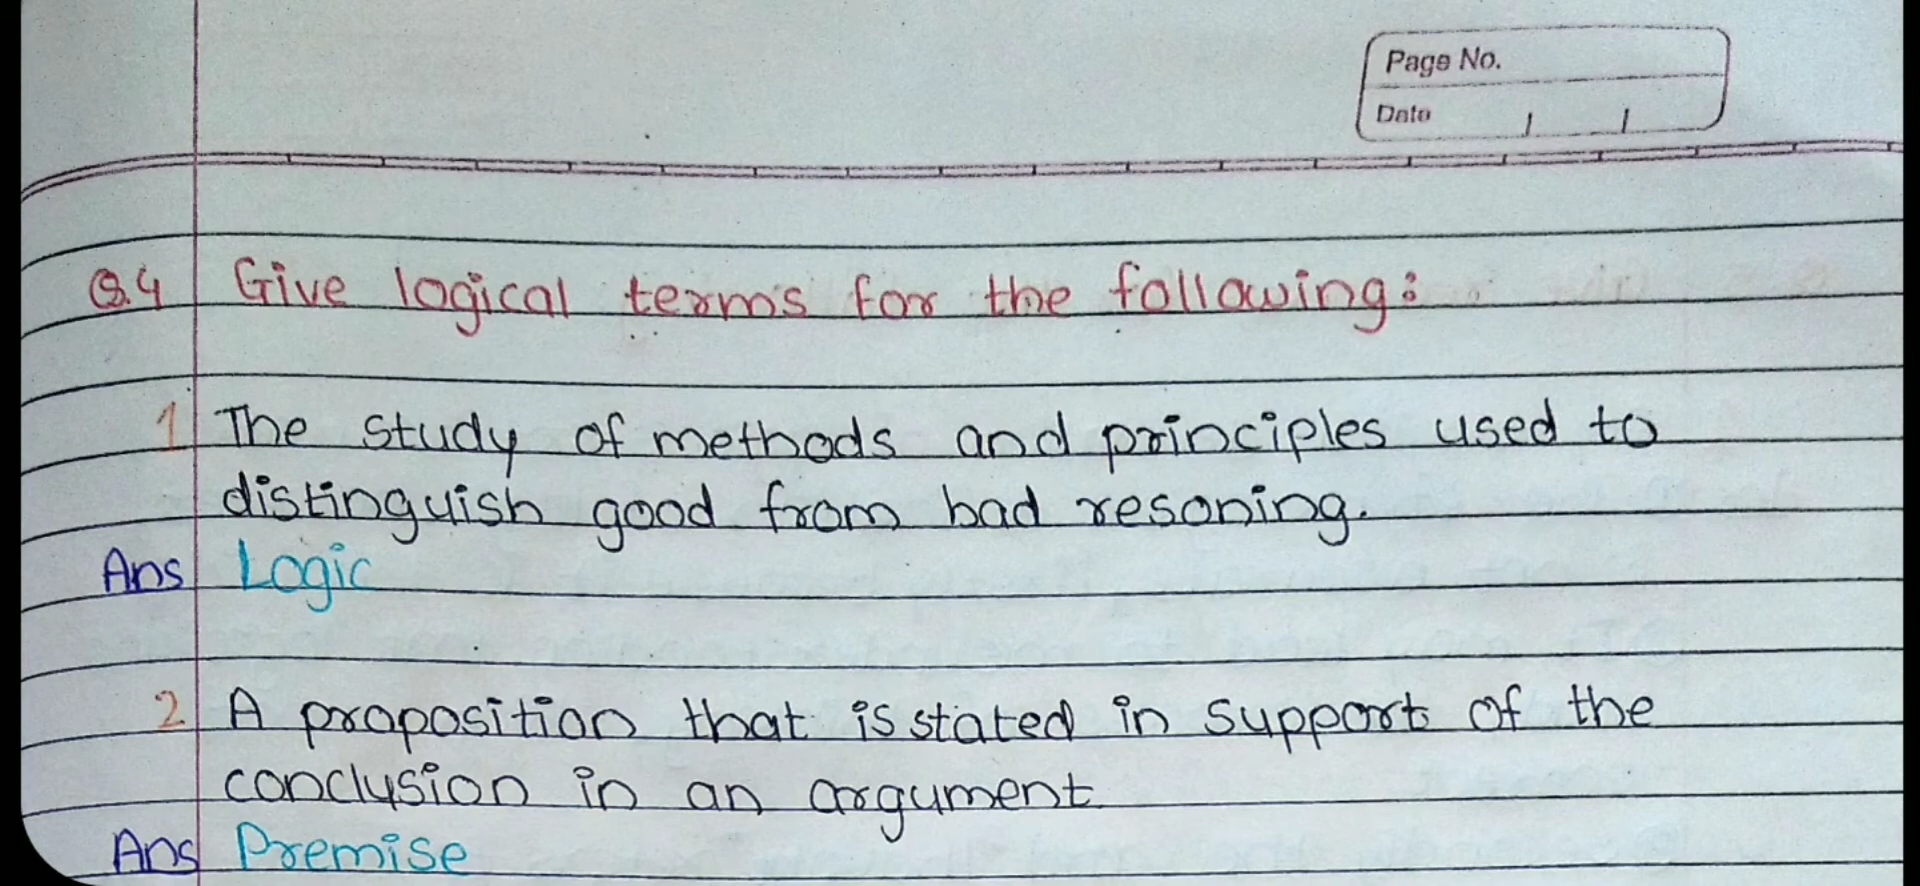 Page No.
Date / /
Q.4 Give logical terms for the following:
1 The study of methods and principles used to
distinguish good from bad resoning.
Ans Logic
2 A proposition that is stated in support of the
conclusion in an argument
Ans Premise